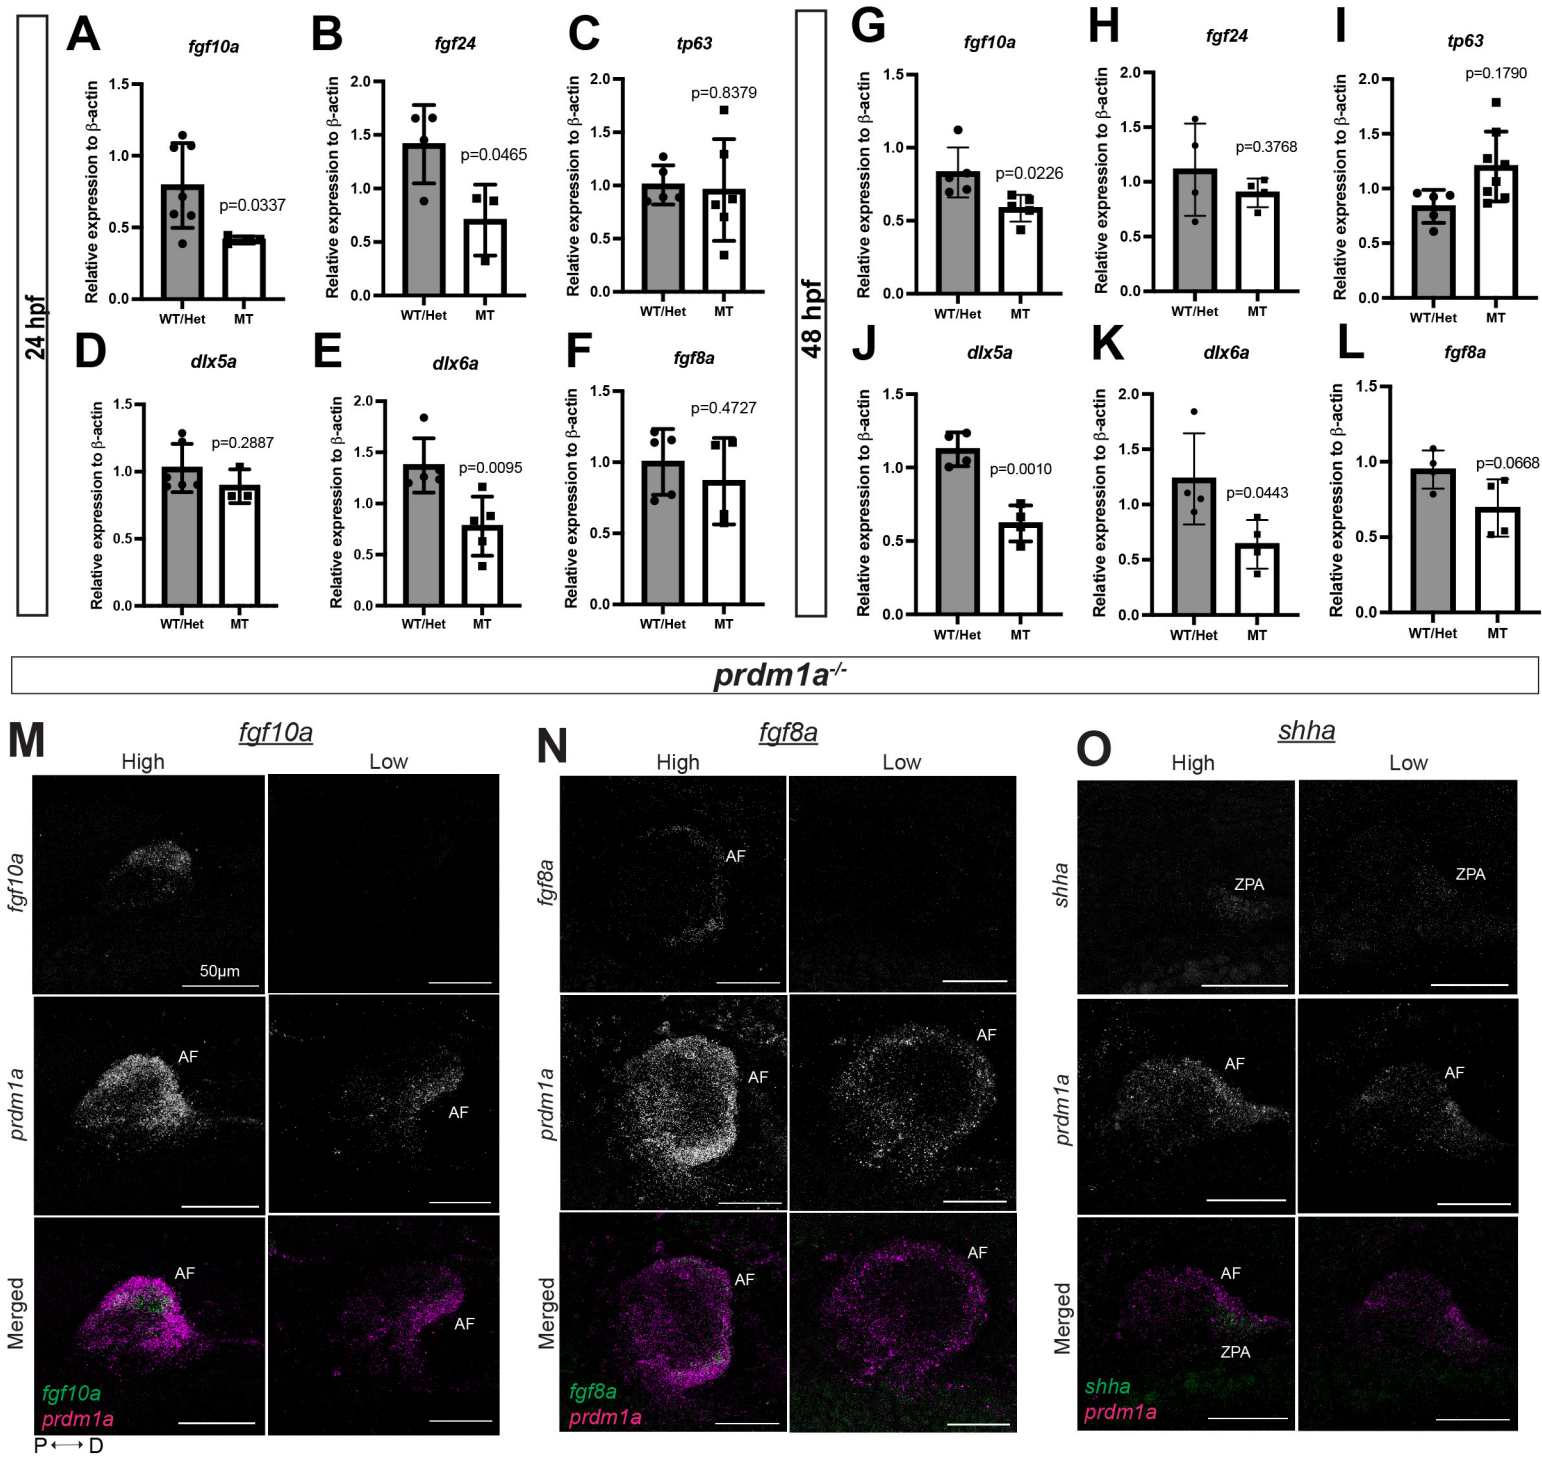 24 hpf
A
fgf10a
Relative expression to β-actin
1.5
1.0
0.5
0.0
p=0.0337
WT/Het MT
B
fgf24
Relative expression to β-actin
2.0
1.5
1.0
0.5
0.0
p=0.0465
WT/Het MT
C
tp63
Relative expression to β-actin
2.0
1.5
1.0
0.5
0.0
p=0.8379
WT/Het MT
D
dlx5a
Relative expression to β-actin
1.5
1.0
0.5
0.0
p=0.2887
WT/Het MT
E
dlx6a
Relative expression to β-actin
2.0
1.5
1.0
0.5
0.0
p=0.0095
WT/Het MT
F
fgf8a
Relative expression to β-actin
1.5
1.0
0.5
0.0
p=0.4727
WT/Het MT
48 hpf
G
fgf10a
Relative expression to β-actin
1.5
1.0
0.5
0.0
p=0.0226
WT/Het MT
H
fgf24
Relative expression to β-actin
2.0
1.5
1.0
0.5
0.0
p=0.3768
WT/Het MT
I
tp63
Relative expression to β-actin
2.0
1.5
1.0
0.5
0.0
p=0.1790
WT/Het MT
J
dlx5a
Relative expression to β-actin
1.5
1.0
0.5
0.0
p=0.0010
WT/Het MT
K
dlx6a
Relative expression to β-actin
2.0
1.5
1.0
0.5
0.0
p=0.0443
WT/Het MT
L
fgf8a
Relative expression to β-actin
1.5
1.0
0.5
0.0
p=0.0668
WT/Het MT
prdm1a-/-
M
fgf10a
High Low
fgf10a
50µm
prdm1a
AF
AF
Merged
AF
AF
fgf10a
prdm1a
P ↔ D
N
fgf8a
High Low
fgf8a
AF
prdm1a
AF
AF
Merged
AF
AF
fgf8a
prdm1a
O
shha
High Low
shha
ZPA
ZPA
prdm1a
AF
AF
Merged
AF
ZPA
shha
prdm1a